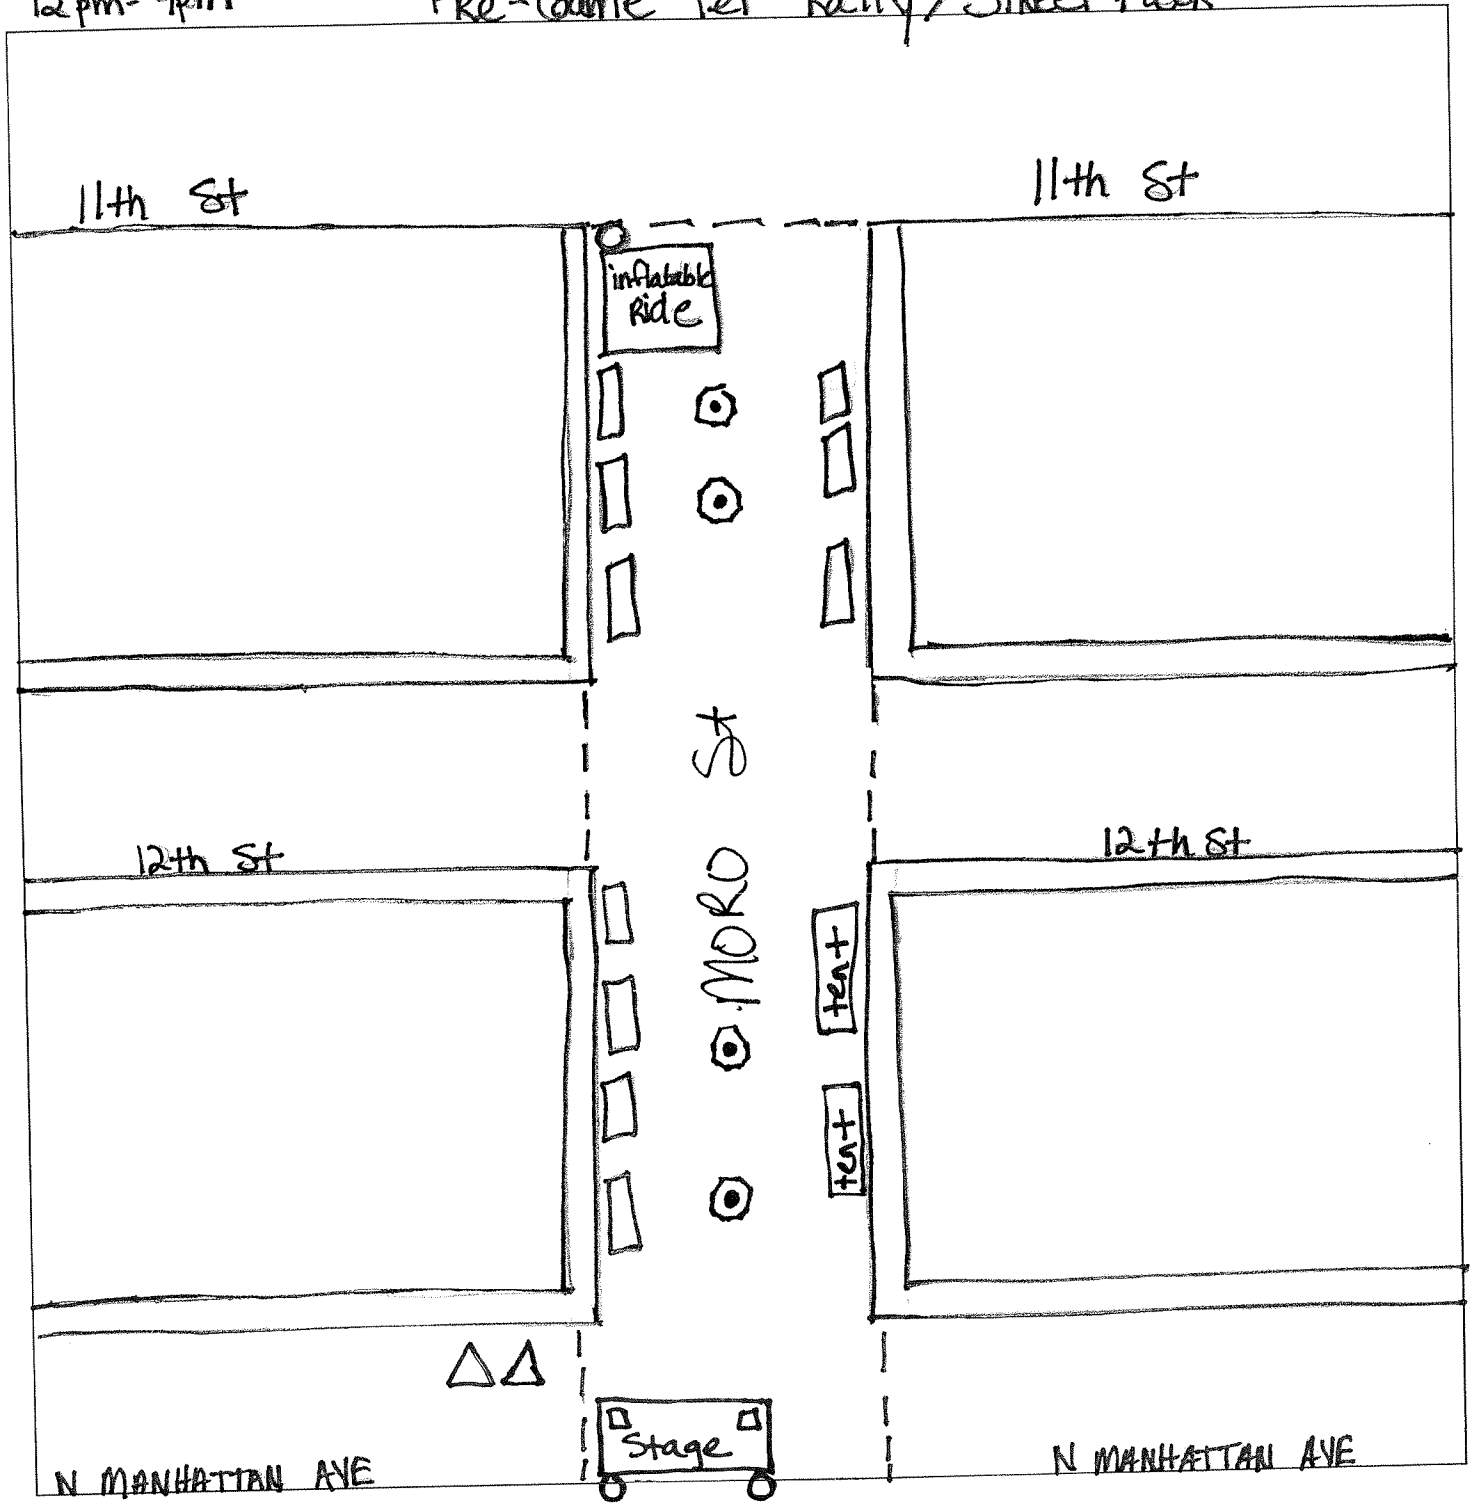 12pm-
11th St
11th St
inflatable
Ride
MORO St
12th St
12th St
tent
tent
Stage
N MANHATTAN AVE
N MANHATTAN AVE